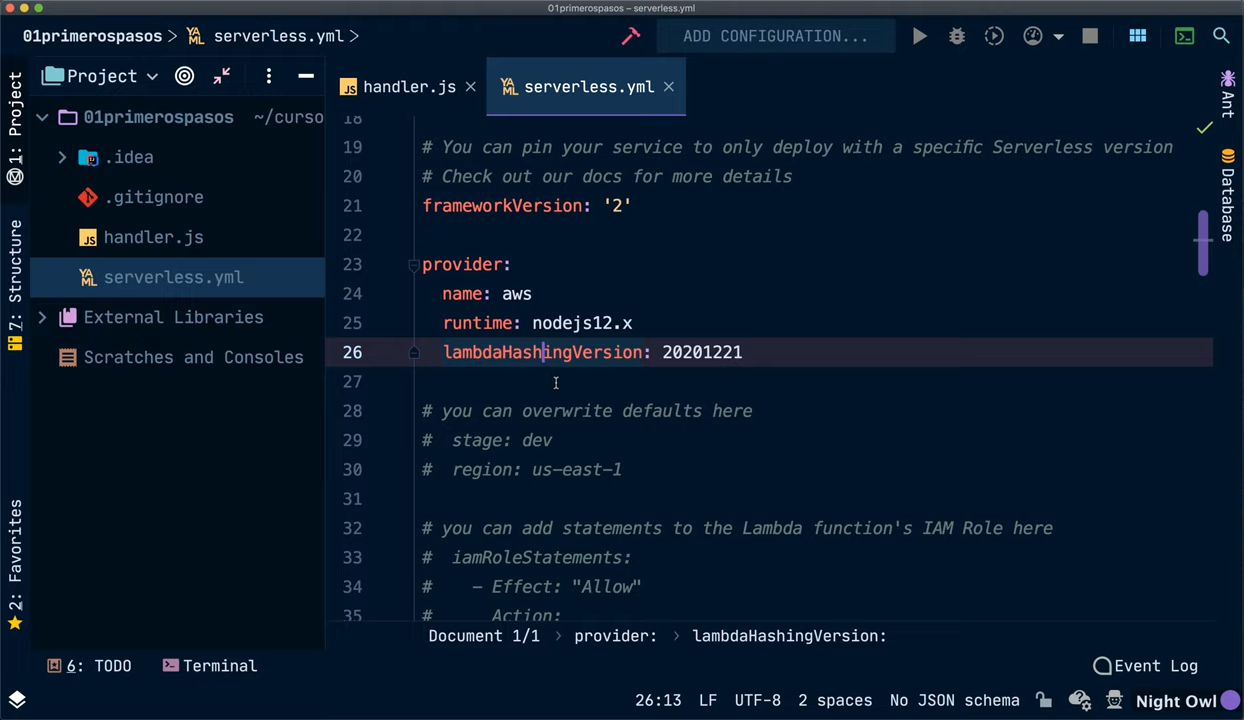 01primerospasos – serverless.yml
01primerospasos > serverless.yml >
ADD CONFIGURATION...
Project
handler.js
serverless.yml
01primerospasos ~/curso
.idea
.gitignore
handler.js
serverless.yml
External Libraries
Scratches and Consoles
1: Project
7: Structure
2: Favorites
18
19 # You can pin your service to only deploy with a specific Serverless version
20 # Check out our docs for more details
21 frameworkVersion: '2'
22
23 provider:
24 name: aws
25 runtime: nodejs12.x
26 lambdaHashingVersion: 20201221
27
28 # you can overwrite defaults here
29 # stage: dev
30 # region: us-east-1
31
32 # you can add statements to the Lambda function's IAM Role here
33 # iamRoleStatements:
34 # - Effect: "Allow"
35 # Action:
Ant
Database
Document 1/1 > provider: > lambdaHashingVersion:
6: TODO Terminal Event Log
26:13 LF UTF-8 2 spaces No JSON schema Night Owl